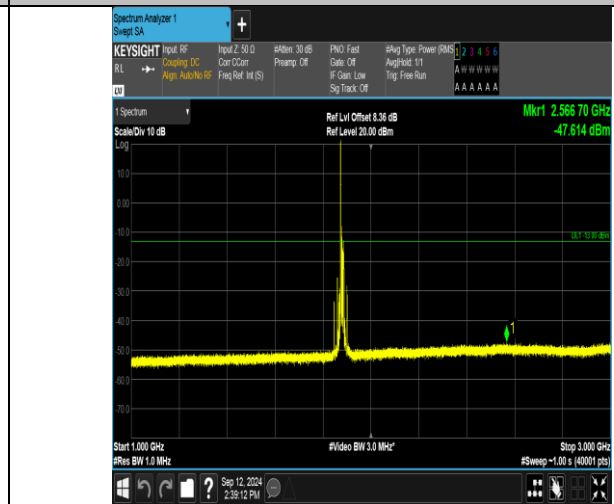 Spectrum Analyzer 1
Swept SA
+
KEYSIGHT
RL
Input: RF
Coupling: DC
Align: Auto/No RF
Input Z: 50 Ω
Corr CCorr
Freq Ref: Int (S)
#Atten: 30 dB
Preamp: Off
PNO: Fast
Gate: Off
IF Gain: Low
Sig Track: Off
#Avg Type: Power (RMS
Avg|Hold: 1/1
Trig: Free Run
1 2 3 4 5 6
A W W W W W
A A A A A A
LXI
1 Spectrum
Scale/Div 10 dB
Ref Lvl Offset 8.36 dB
Ref Level 20.00 dBm
Mkr1 2.566 70 GHz
-47.614 dBm
Log
10.0
0.00
-10.0
DL1 -13.00 dBm
-20.0
-30.0
-40.0
1
-50.0
-60.0
-70.0
Start 1.000 GHz
#Res BW 1.0 MHz
#Video BW 3.0 MHz*
Stop 3.000 GHz
#Sweep ~1.00 s (40001 pts)
?
Sep 12, 2024
2:39:12 PM